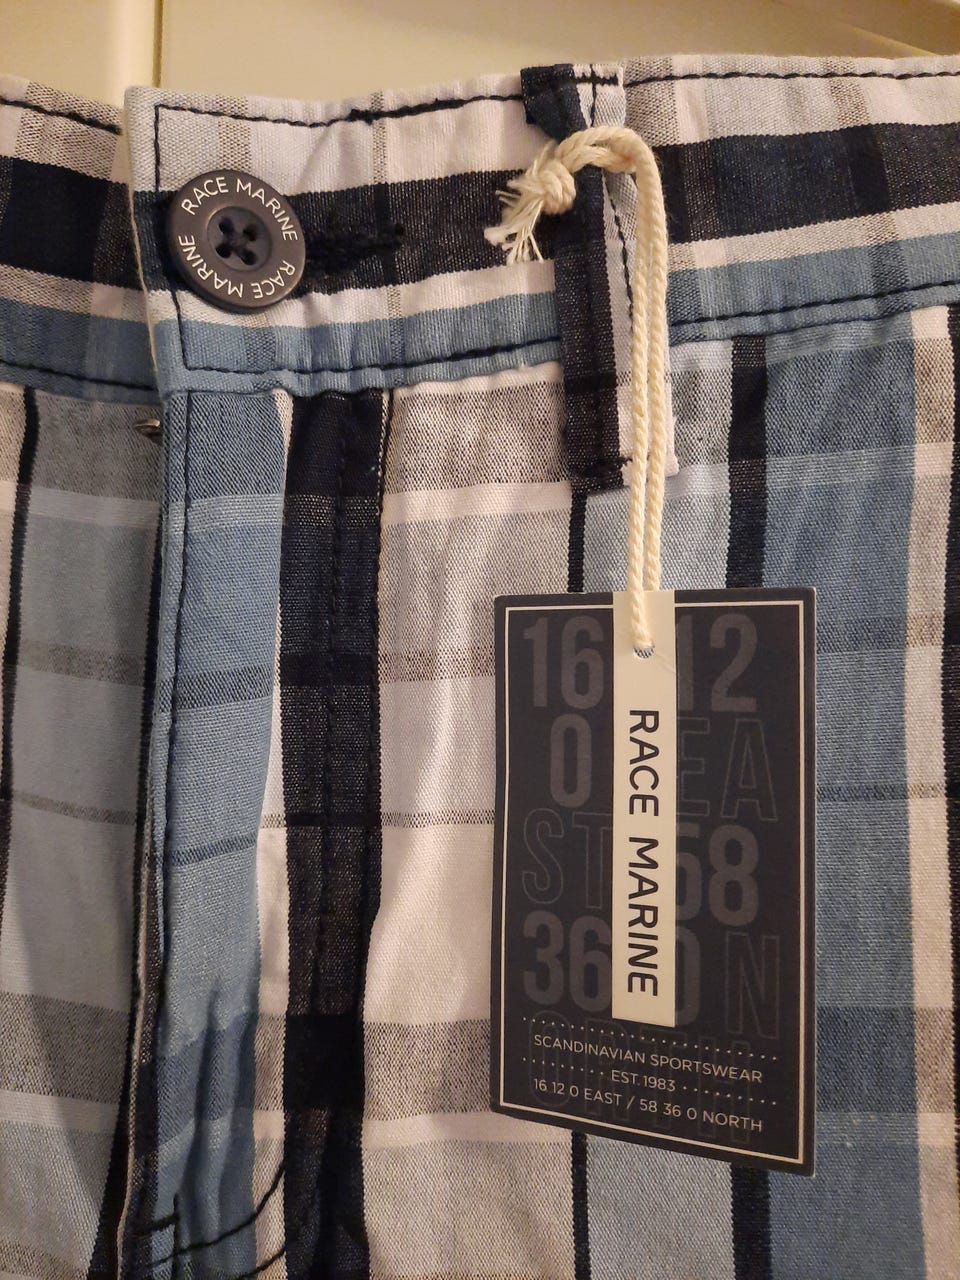 RACE MARINE
RACE MARINE
16 12
0 EA
ST 58
36 0 N
RACE MARINE
SCANDINAVIAN SPORTSWEAR
EST.1983
16 12 0 EAST / 58 36 0 NORTH